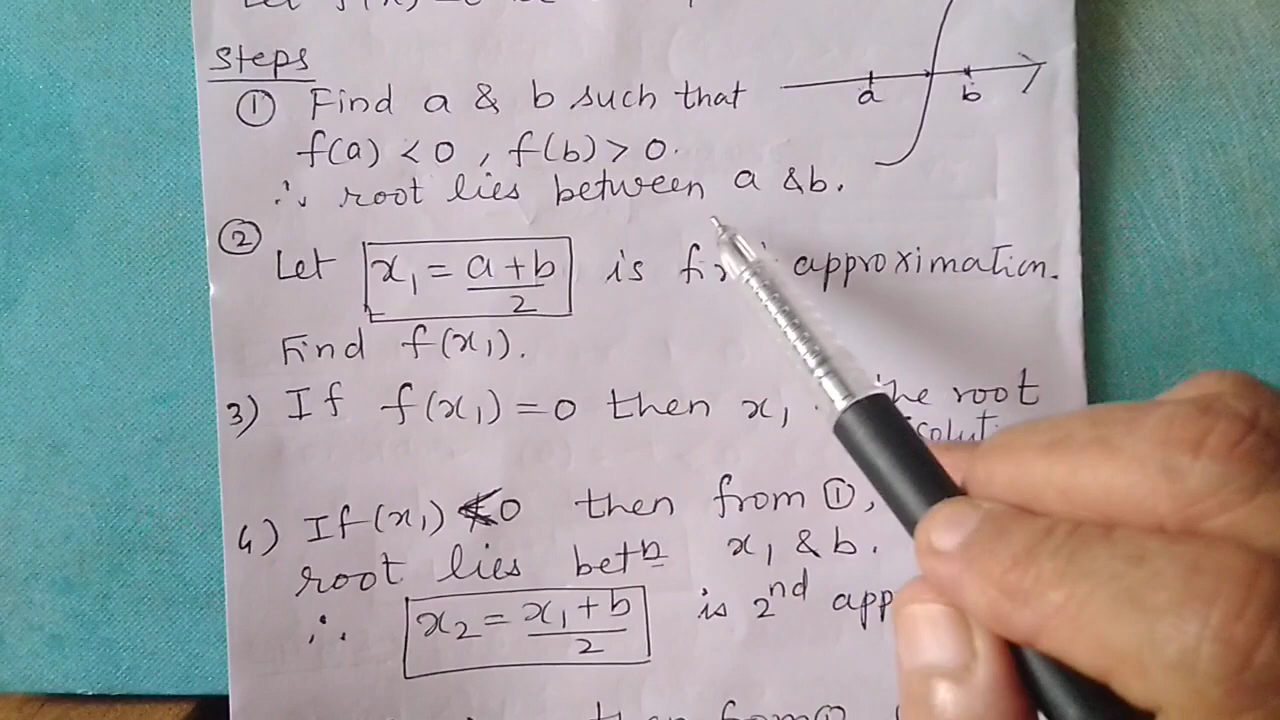 Steps
① Find a & b such that
f(a) < 0 , f(b) > 0.
∴ root lies between a & b.
a b
②
Let x₁ = a + b / 2 is approximation.
Find f(x₁).
3) If f(x₁) = 0 then x₁ root
4) If (x₁) < 0 then from ①,
root lies betn x₁ & b.
∴ x₂ = x₁ + b / 2 is 2nd app